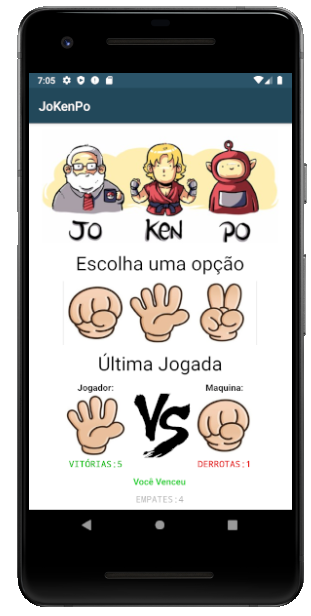 7:05
JoKenPo
JO KEN PO
Escolha uma opção
Última Jogada
Jogador: Maquina:
VS
VITÓRIAS:5 DERROTAS:1
Você Venceu
EMPATES:4